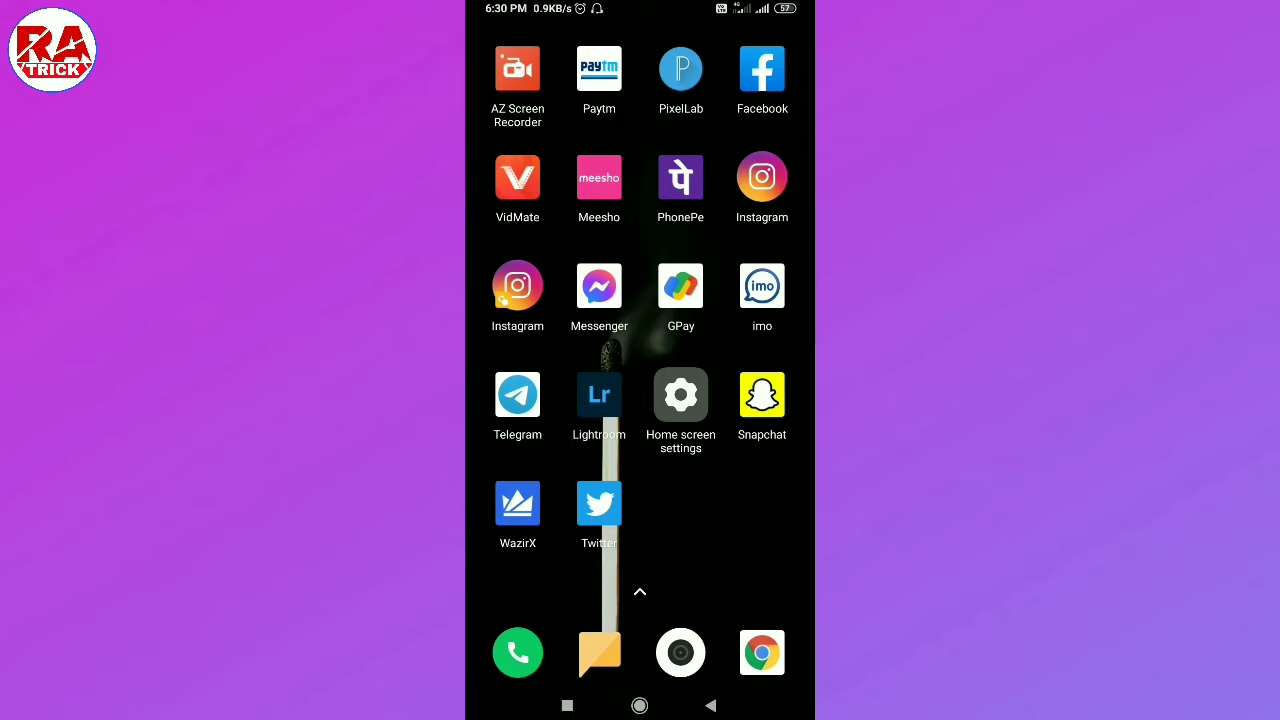 RA
TRICK
6:30 PM 0.9KB/s
57
AZ Screen
Recorder
Paytm
Paytm
PixelLab
Facebook
VidMate
meesho
Meesho
पे
PhonePe
Instagram
Instagram
Messenger
GPay
imo
imo
Telegram
Lr
Lightroom
Home screen
settings
Snapchat
WazirX
Twitter